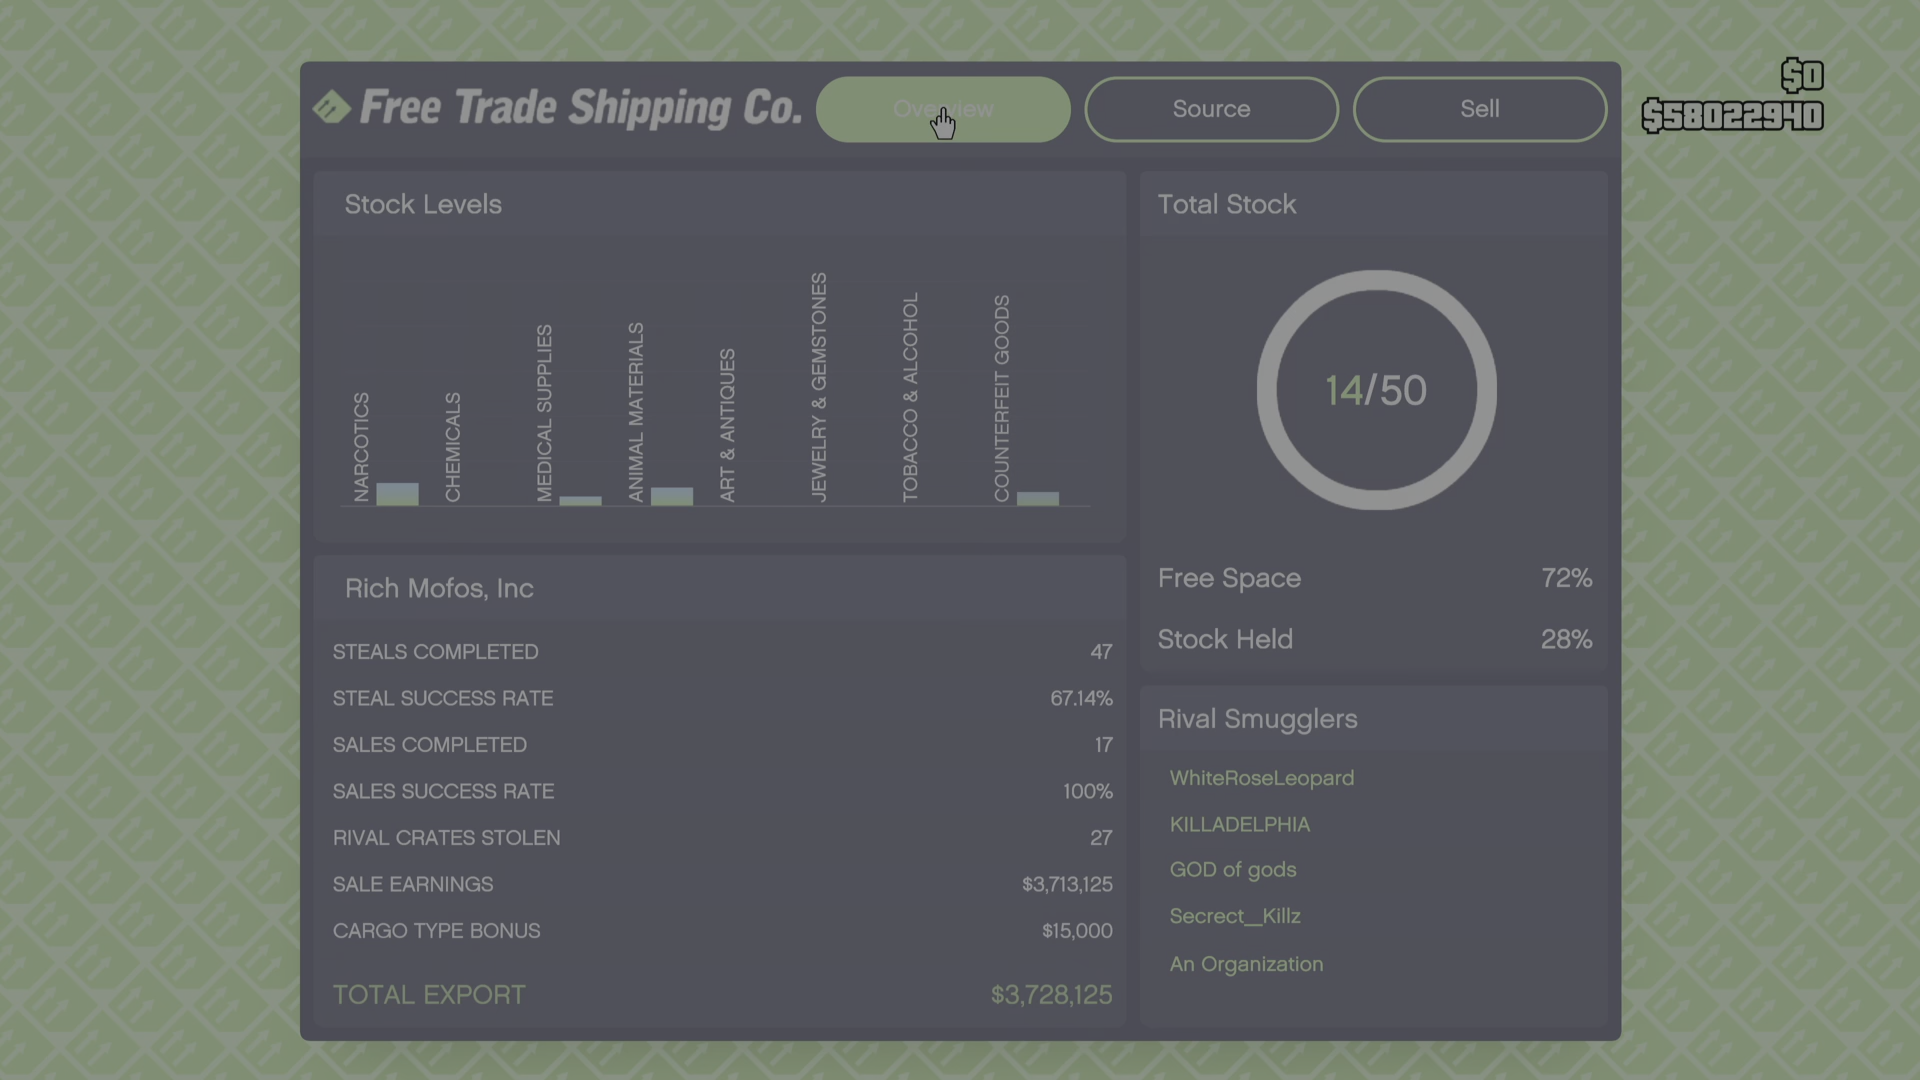 Free Trade Shipping Co.
Overview
Source
Sell
$0
$58022940
Stock Levels
NARCOTICS
CHEMICALS
MEDICAL SUPPLIES
ANIMAL MATERIALS
ART & ANTIQUES
JEWELRY & GEMSTONES
TOBACCO & ALCOHOL
COUNTERFEIT GOODS
Total Stock
14/50
Free Space 72%
Stock Held 28%
Rich Mofos, Inc
STEALS COMPLETED 47
STEAL SUCCESS RATE 67.14%
SALES COMPLETED 17
SALES SUCCESS RATE 100%
RIVAL CRATES STOLEN 27
SALE EARNINGS $3,713,125
CARGO TYPE BONUS $15,000
TOTAL EXPORT $3,728,125
Rival Smugglers
WhiteRoseLeopard
KILLADELPHIA
GOD of gods
Secrect__Killz
An Organization